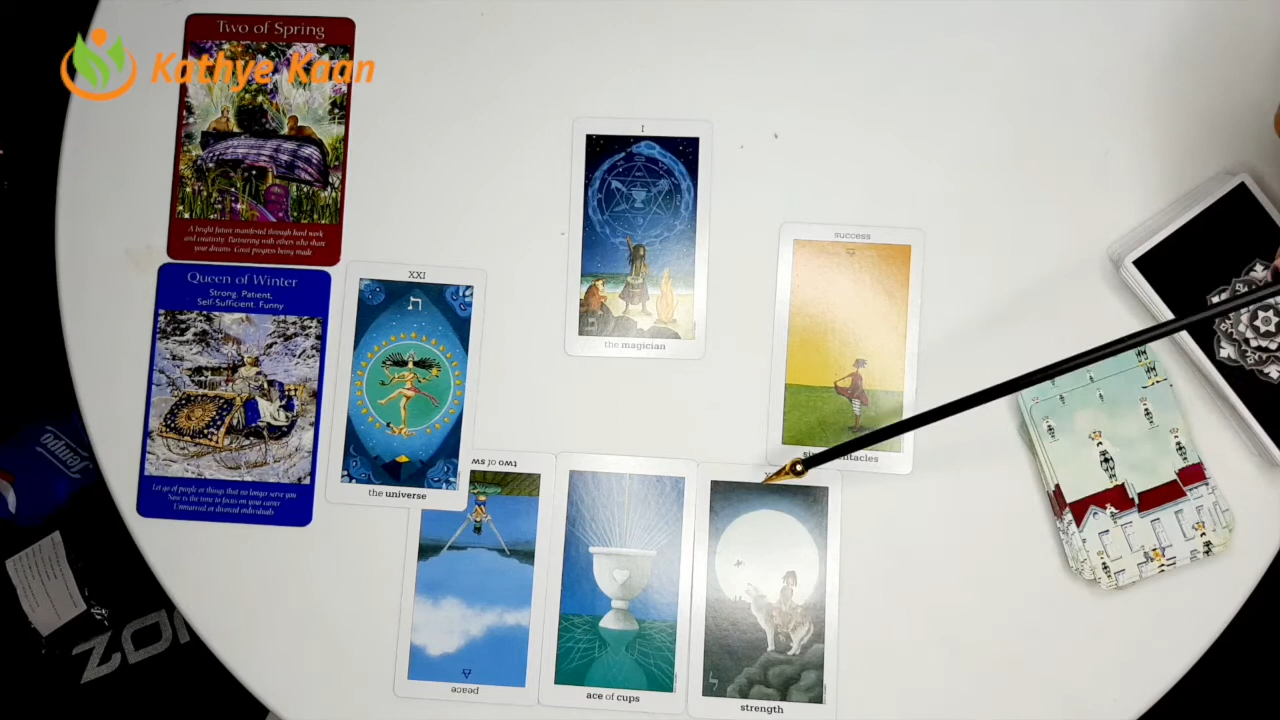 Two of Spring
Kathye Kaan
A bright future manifested through hard work
and creativity. Partnering with others who share
your dreams. Great progress being made
Queen of Winter
Strong, Patient,
Self-Sufficient, Funny
Let go of people or things that no longer serve you
Now is the time to focus on your career
Unmarried or divorced individuals
XXI
ת
the universe
I
the magician
success
two of sw
peace
ace of cups
strength
Tempo